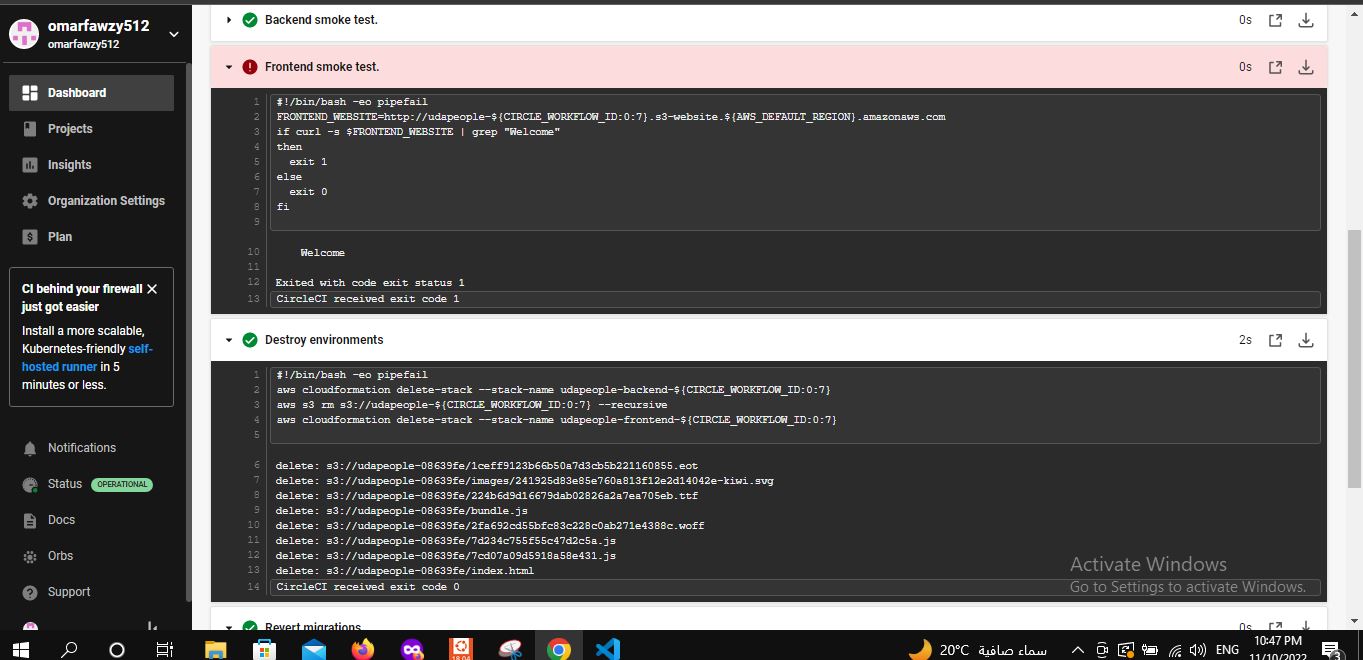 omarfawzy512
omarfawzy512
Dashboard
Projects
Insights
Organization Settings
Plan
CI behind your firewall
just got easier
Install a more scalable,
Kubernetes-friendly self-
hosted runner in 5
minutes or less.
Notifications
Status OPERATIONAL
Docs
Orbs
Support
Backend smoke test. 0s
Frontend smoke test. 0s
1 #!/bin/bash -eo pipefail
2 FRONTEND_WEBSITE=http://udapeople-${CIRCLE_WORKFLOW_ID:0:7}.s3-website.${AWS_DEFAULT_REGION}.amazonaws.com
3 if curl -s $FRONTEND_WEBSITE | grep "Welcome"
4 then
5 exit 1
6 else
7 exit 0
8 fi
9
10 Welcome
11
12 Exited with code exit status 1
13 CircleCI received exit code 1
Destroy environments 2s
1 #!/bin/bash -eo pipefail
2 aws cloudformation delete-stack --stack-name udapeople-backend-${CIRCLE_WORKFLOW_ID:0:7}
3 aws s3 rm s3://udapeople-${CIRCLE_WORKFLOW_ID:0:7} --recursive
4 aws cloudformation delete-stack --stack-name udapeople-frontend-${CIRCLE_WORKFLOW_ID:0:7}
5
6 delete: s3://udapeople-08639fe/1ceff9123b66b50a7d3cb5b221160855.eot
7 delete: s3://udapeople-08639fe/images/241925d83e85e760a813f12e2d14042e-kiwi.svg
8 delete: s3://udapeople-08639fe/224b6d9d16679dab02826a2a7ea705eb.ttf
9 delete: s3://udapeople-08639fe/bundle.js
10 delete: s3://udapeople-08639fe/2fa692cd55bfc83c228c0ab271e4388c.woff
11 delete: s3://udapeople-08639fe/7d234c755f55c47d2c5a.js
12 delete: s3://udapeople-08639fe/7cd07a09d5918a58e431.js
13 delete: s3://udapeople-08639fe/index.html
14 CircleCI received exit code 0
Activate Windows
Go to Settings to activate Windows.
Revert migrations 0s
18.04
20°C سماء صافية
ENG
10:47 PM
11/10/2022
3